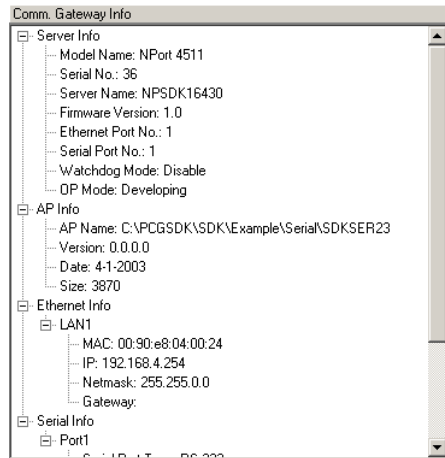 Comm. Gateway Info
Server Info
Model Name: NPort 4511
Serial No.: 36
Server Name: NPSDK16430
Firmware Version: 1.0
Ethernet Port No.: 1
Serial Port No.: 1
Watchdog Mode: Disable
OP Mode: Developing
AP Info
AP Name: C:\PCGSDK\SDK\Example\Serial\SDKSER23
Version: 0.0.0.0
Date: 4-1-2003
Size: 3870
Ethernet Info
LAN1
MAC: 00:90:e8:04:00:24
IP: 192.168.4.254
Netmask: 255.255.0.0
Gateway:
Serial Info
Port1